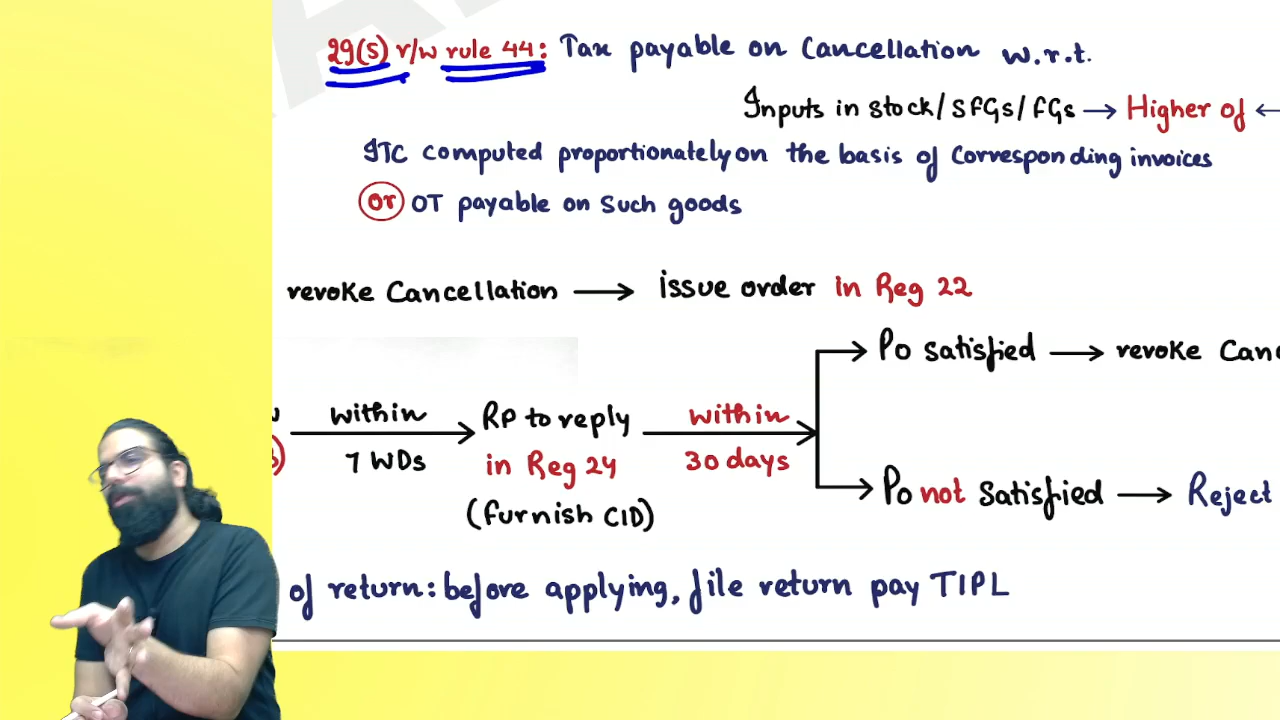 29(5) r/w rule 44: Tax payable on Cancellation w.r.t.
Inputs in stock/SFGs/FGs → Higher of ←
ITC computed proportionately on the basis of Corresponding invoices
or OT payable on Such goods
revoke Cancellation → issue order in Reg 22
Po satisfied → revoke Can
within
7 WDs
RP to reply
in Reg 24
(furnish CID)
within
30 days
Po not Satisfied → Reject
of return: before applying, file return pay TIPL